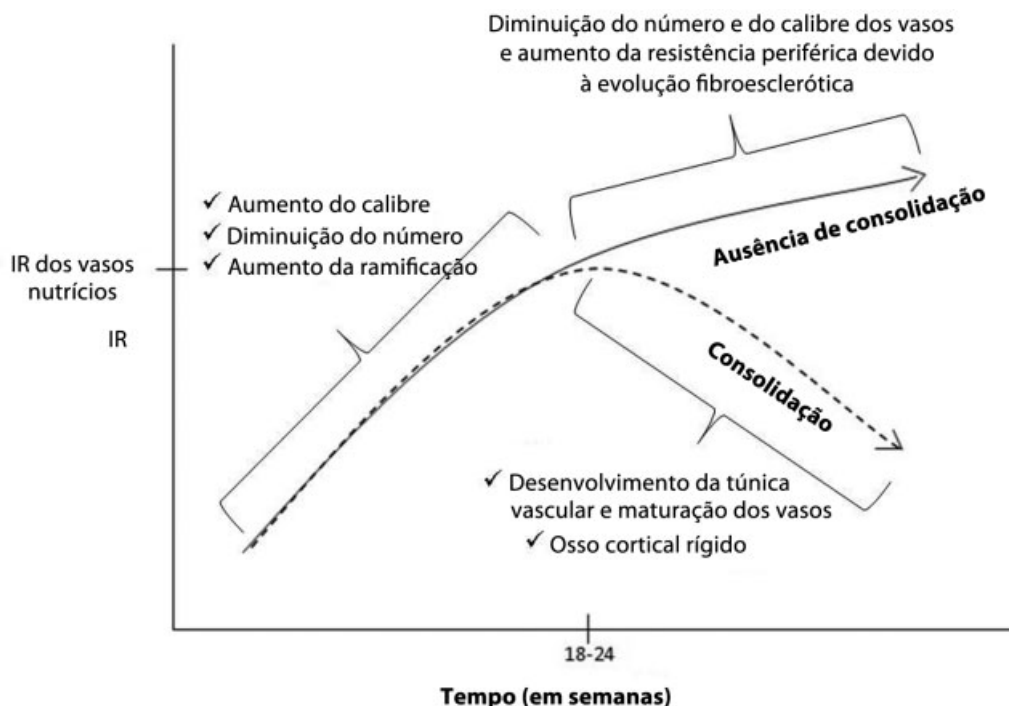 Diminuição do número e do calibre dos vasos
e aumento da resistência periférica devido
à evolução fibroesclerótica
✓ Aumento do calibre
✓ Diminuição do número
✓ Aumento da ramificação
Ausência de consolidação
IR dos vasos
nutrícios
IR
Consolidação
✓ Desenvolvimento da túnica
vascular e maturação dos vasos
✓ Osso cortical rígido
18-24
Tempo (em semanas)